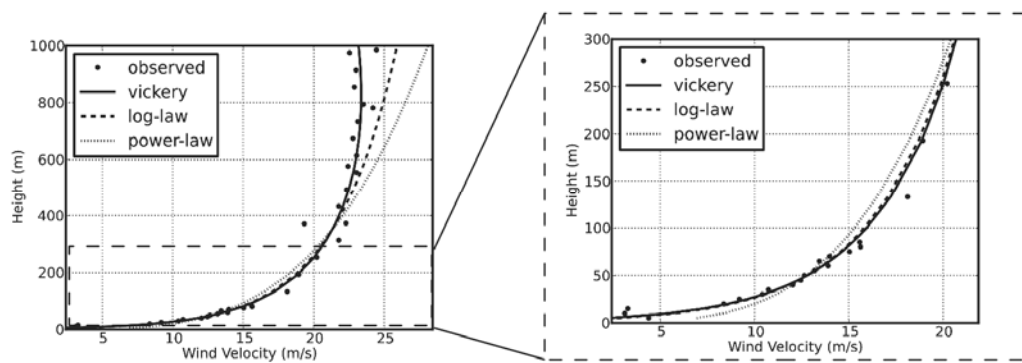 1000
800
600
400
200
0
Height (m)
observed
vickery
log-law
power-law
5 10 15 20 25
Wind Velocity (m/s)
300
250
200
150
100
50
0
Height (m)
observed
vickery
log-law
power-law
5 10 15 20
Wind Velocity (m/s)